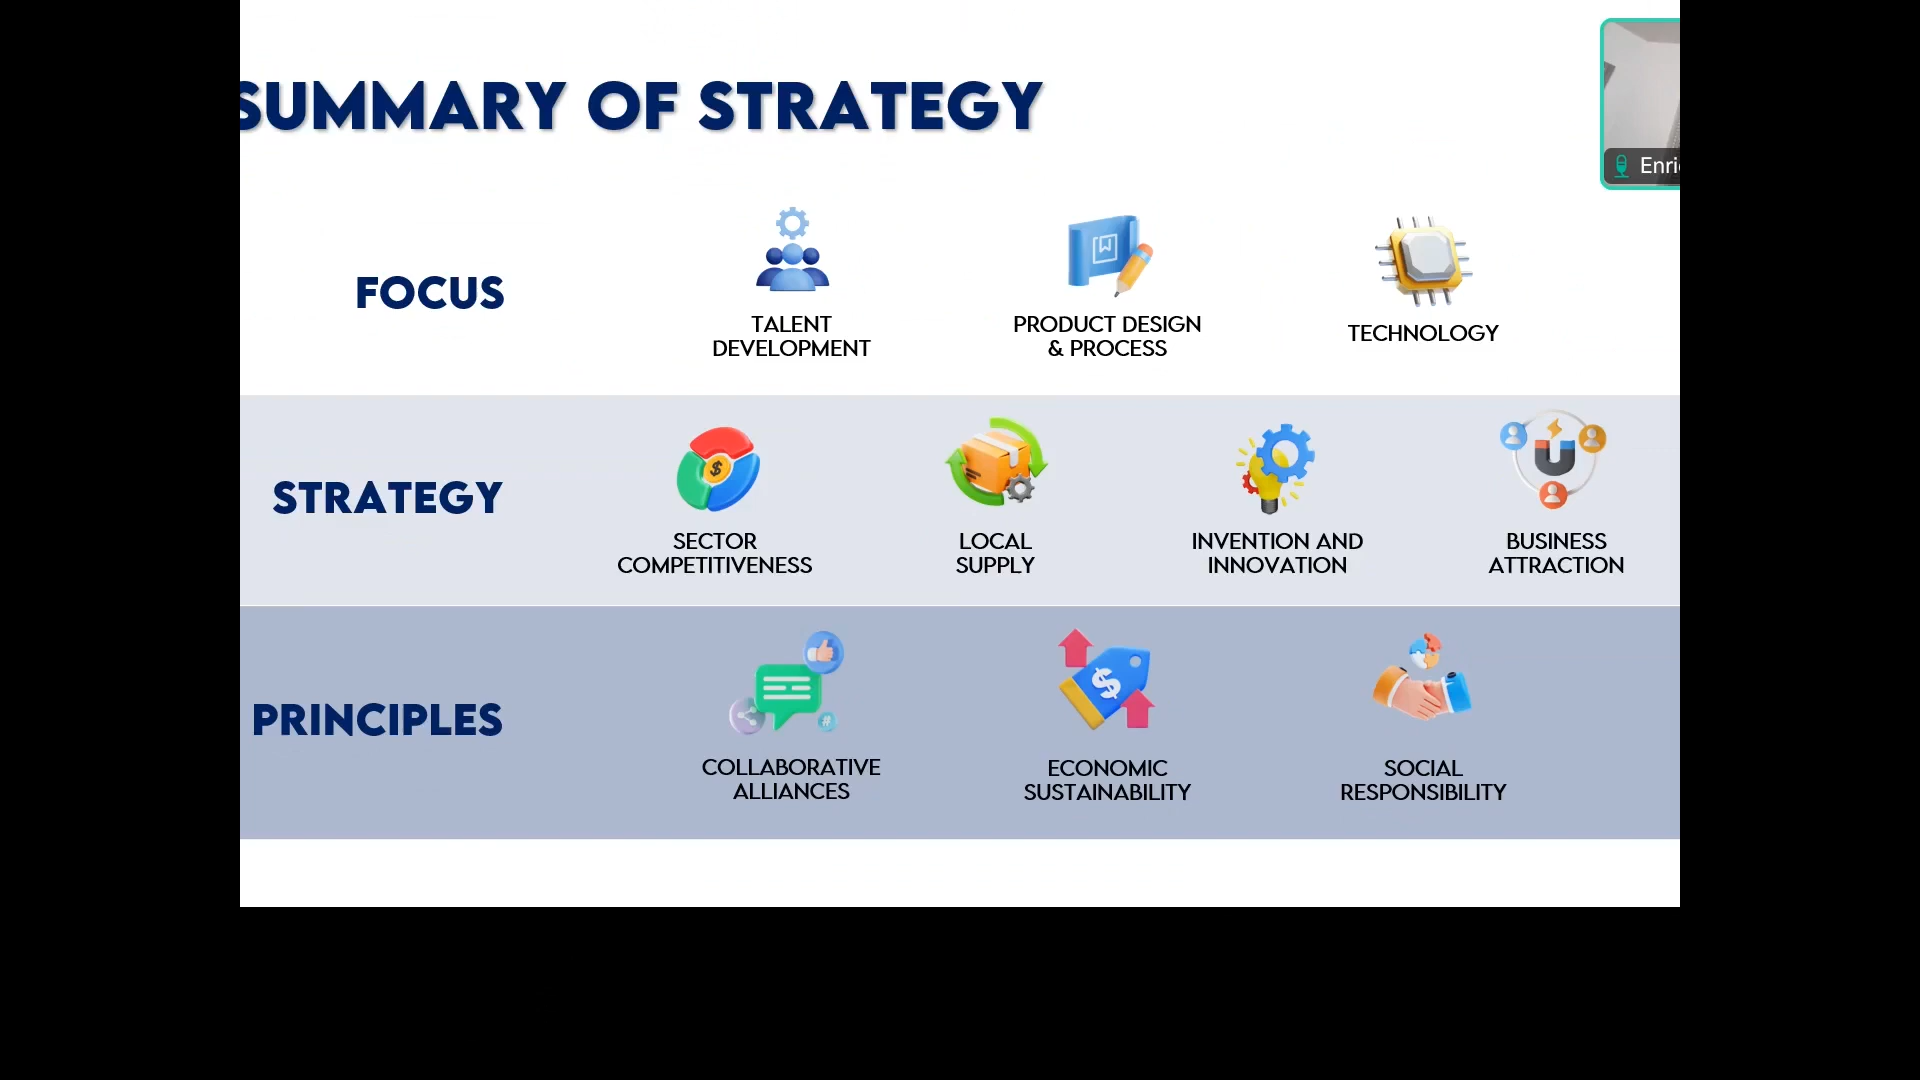 SUMMARY OF STRATEGY
Enri
FOCUS
TALENT
DEVELOPMENT
PRODUCT DESIGN
& PROCESS
TECHNOLOGY
STRATEGY
SECTOR
COMPETITIVENESS
LOCAL
SUPPLY
INVENTION AND
INNOVATION
BUSINESS
ATTRACTION
PRINCIPLES
COLLABORATIVE
ALLIANCES
ECONOMIC
SUSTAINABILITY
SOCIAL
RESPONSIBILITY